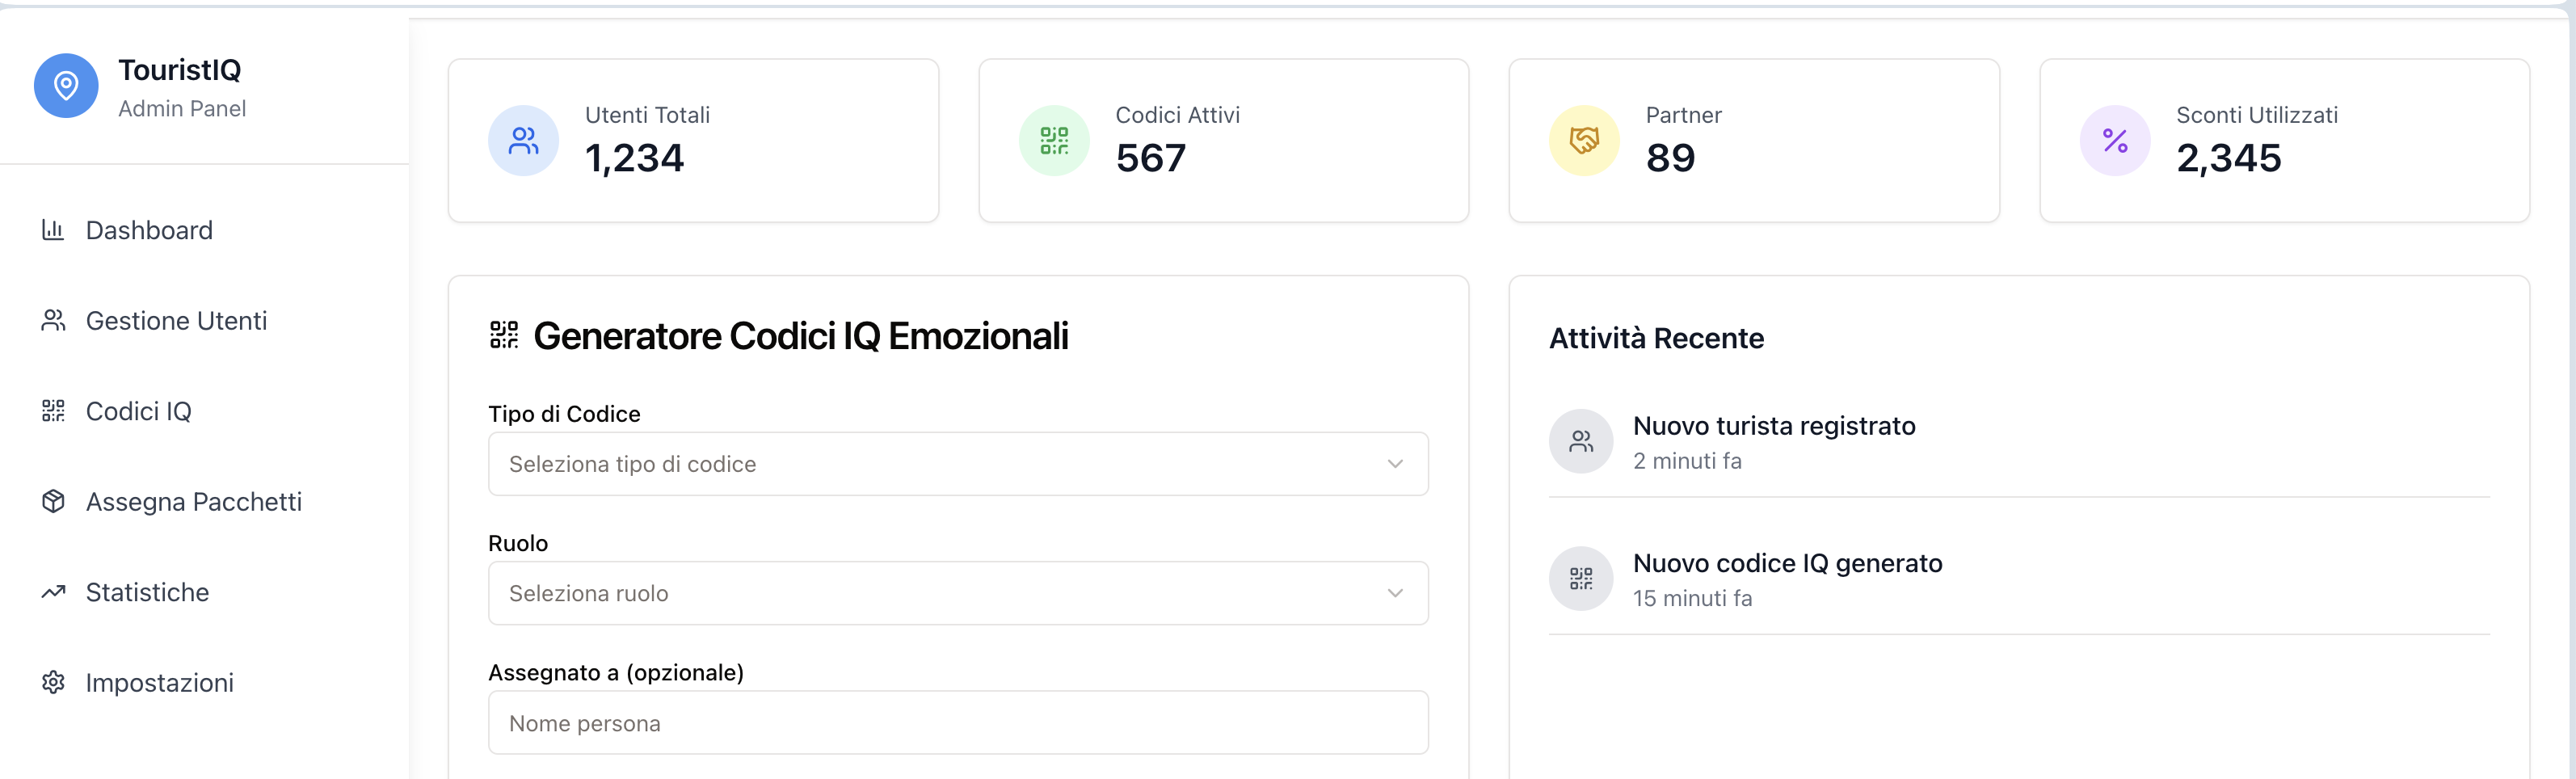 TouristIQ
Admin Panel
Dashboard
Gestione Utenti
Codici IQ
Assegna Pacchetti
Statistiche
Impostazioni
Utenti Totali
1,234
Codici Attivi
567
Partner
89
Sconti Utilizzati
2,345
Generatore Codici IQ Emozionali
Tipo di Codice
Seleziona tipo di codice
Ruolo
Seleziona ruolo
Assegnato a (opzionale)
Nome persona
Attività Recente
Nuovo turista registrato
2 minuti fa
Nuovo codice IQ generato
15 minuti fa